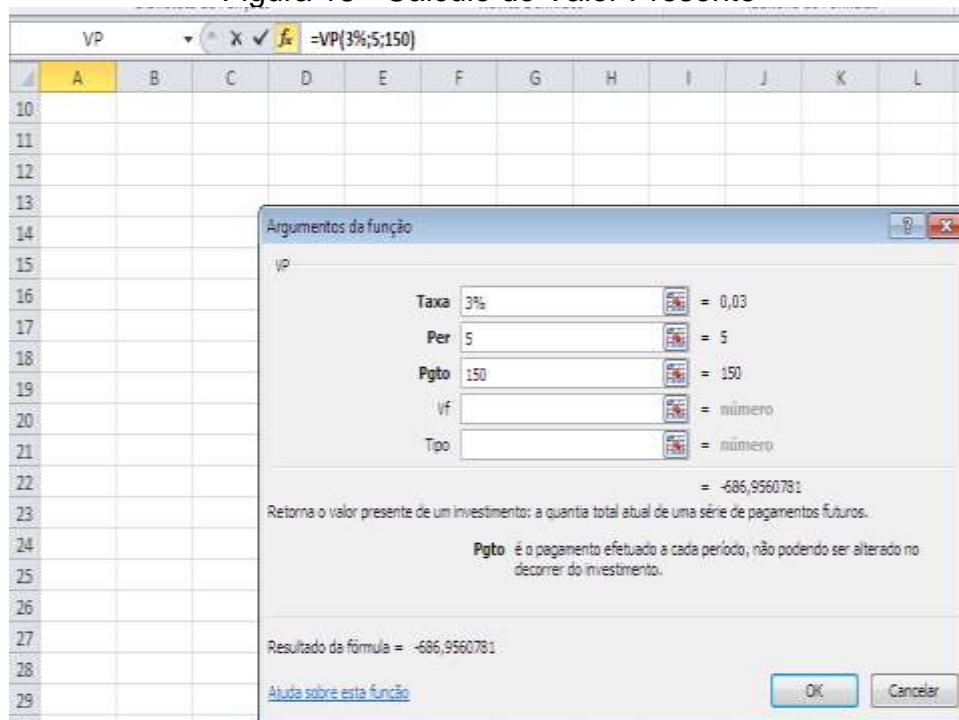 Figura 15 - Cálculo do Valor Presente
VP =VP(3%;5;150)
A B C D E F G H I J K L
10
11
12
13
14
15
16
17
18
19
20
21
22
23
24
25
26
27
28
29
Argumentos da função
VP
Taxa 3% = 0,03
Per 5 = 5
Pgto 150 = 150
Vf = número
Tipo = número
= -686,9560781
Retorna o valor presente de um investimento: a quantia total atual de uma série de pagamentos futuros.
Pgto é o pagamento efetuado a cada período, não podendo ser alterado no
decorrer do investimento.
Resultado da fórmula = -686,9560781
Ajuda sobre esta função
OK Cancelar